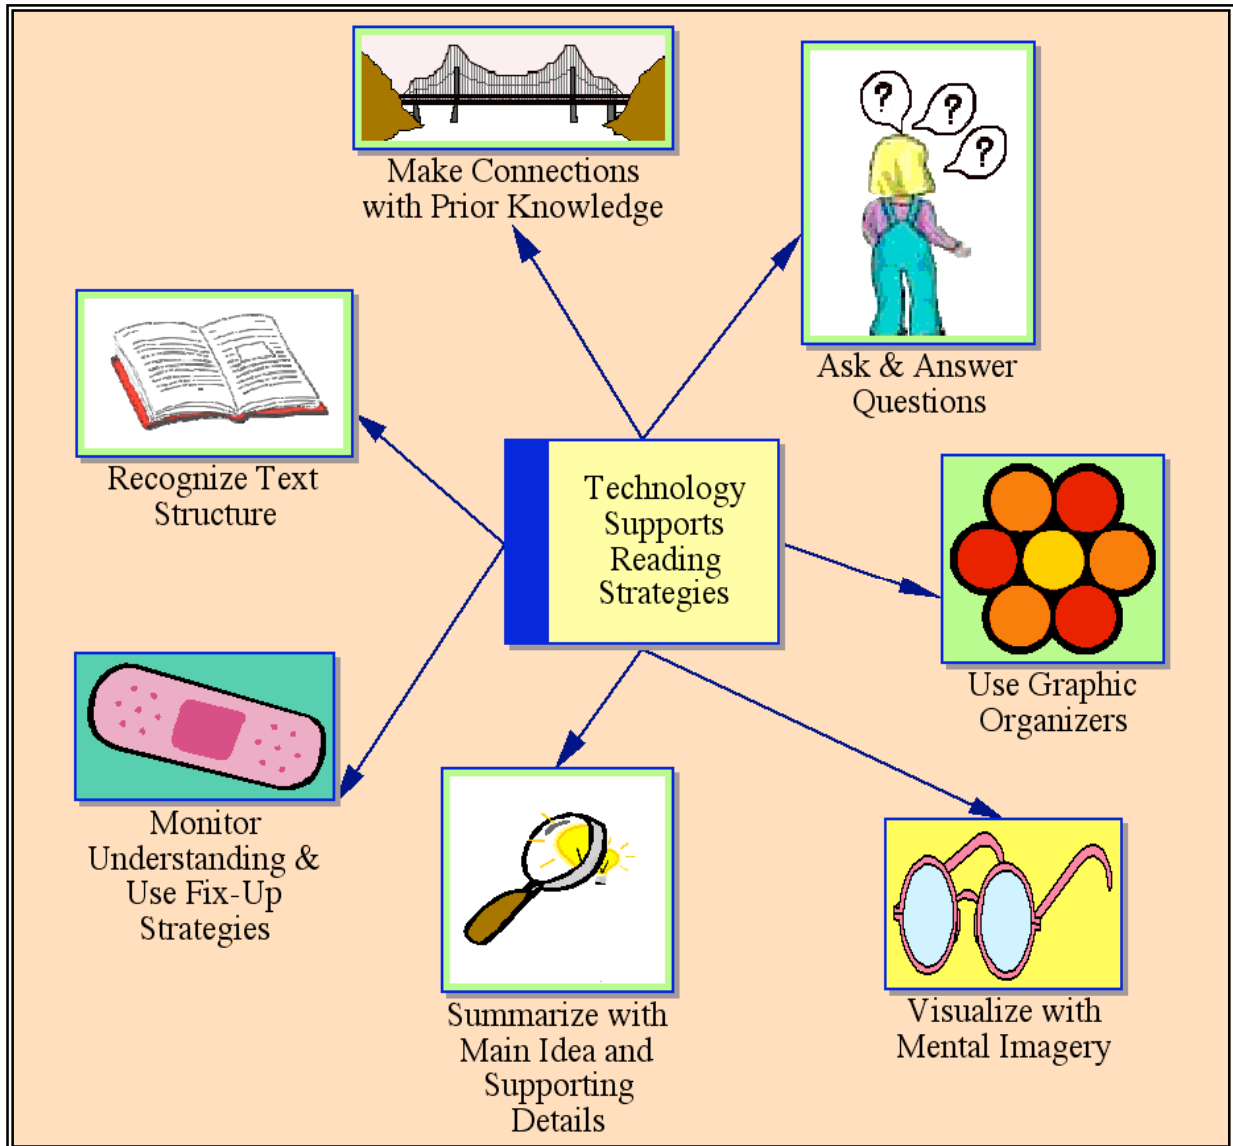 Make Connections
with Prior Knowledge
?
?
?
Ask & Answer
Questions
Recognize Text
Structure
Technology
Supports
Reading
Strategies
Use Graphic
Organizers
Monitor
Understanding &
Use Fix-Up
Strategies
Summarize with
Main Idea and
Supporting
Details
Visualize with
Mental Imagery